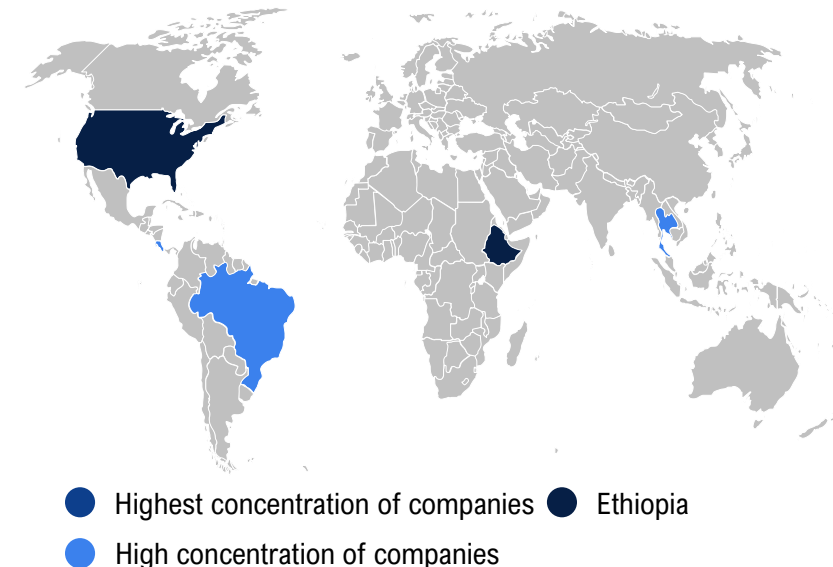 Highest concentration of companies Ethiopia
High concentration of companies